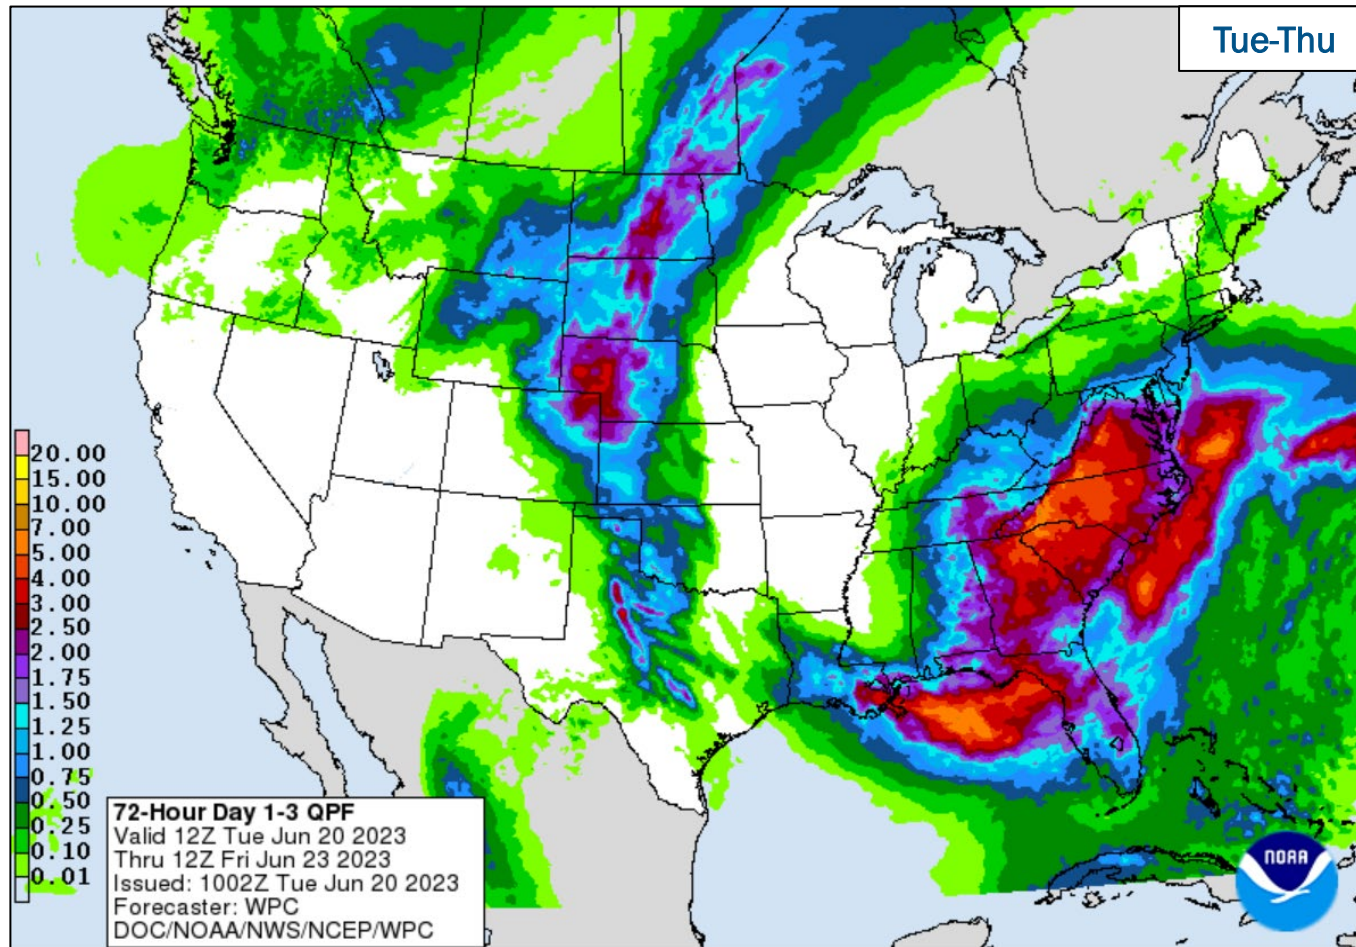 Tue-Thu
20.00
15.00
10.00
7.00
5.00
4.00
3.00
2.50
2.00
1.75
1.50
1.25
1.00
0.75
0.50
0.25
0.10
0.01
72-Hour Day 1-3 QPF
Valid 12Z Tue Jun 20 2023
Thru 12Z Fri Jun 23 2023
Issued: 1002Z Tue Jun 20 2023
Forecaster: WPC
DOC/NOAA/NWS/NCEP/WPC
NOAA